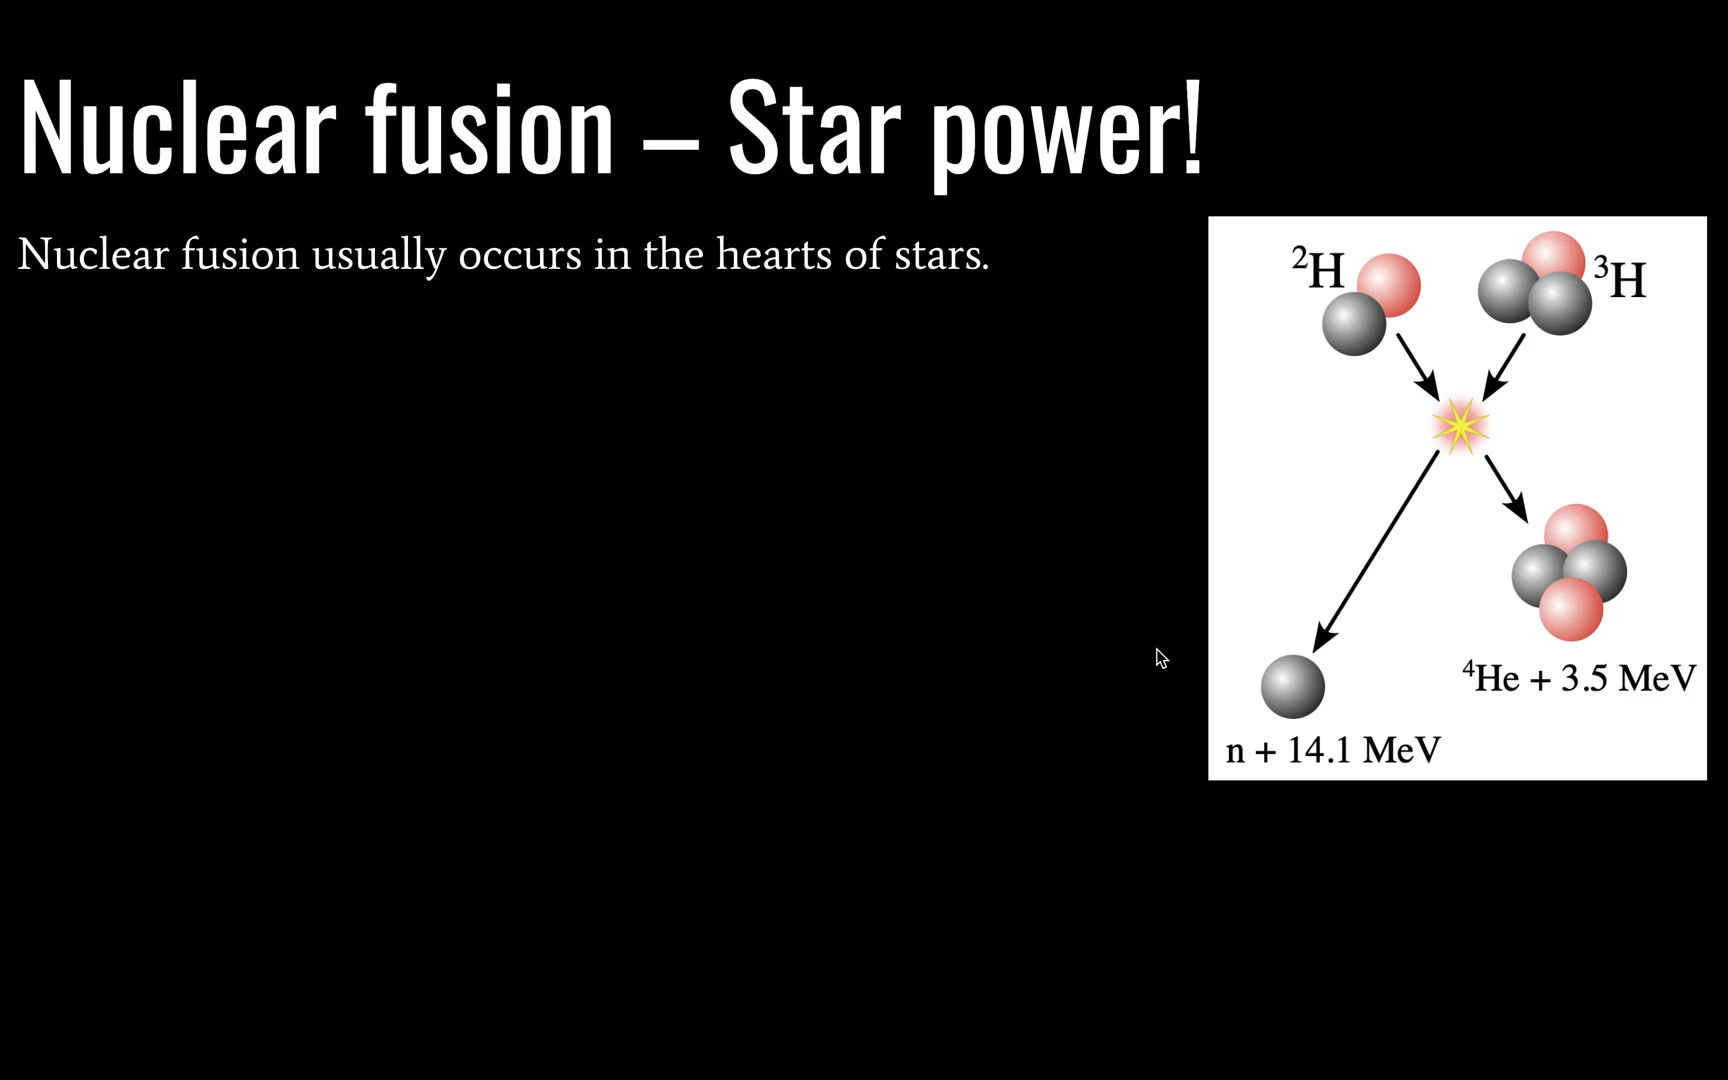 Nuclear fusion – Star power!
Nuclear fusion usually occurs in the hearts of stars.
²H
³H
⁴He + 3.5 MeV
n + 14.1 MeV